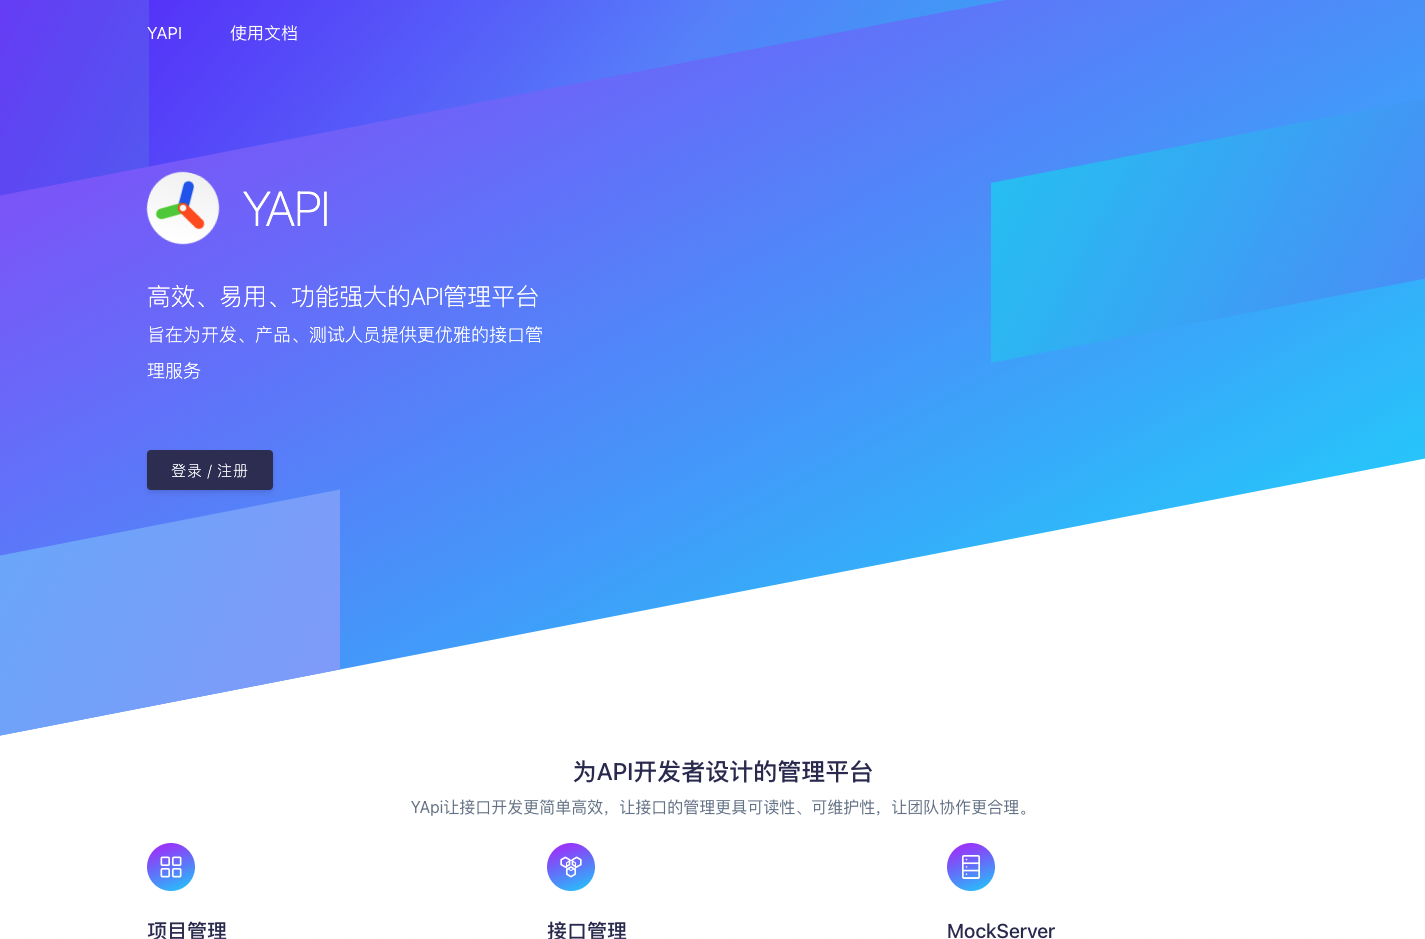 YAPI
使用文档
YAPI
高效、易用、功能强大的API管理平台
旨在为开发、产品、测试人员提供更优雅的接口管
理服务
登录 / 注册
为API开发者设计的管理平台
YApi让接口开发更简单高效，让接口的管理更具可读性、可维护性，让团队协作更合理。
项目管理
接口管理
MockServer